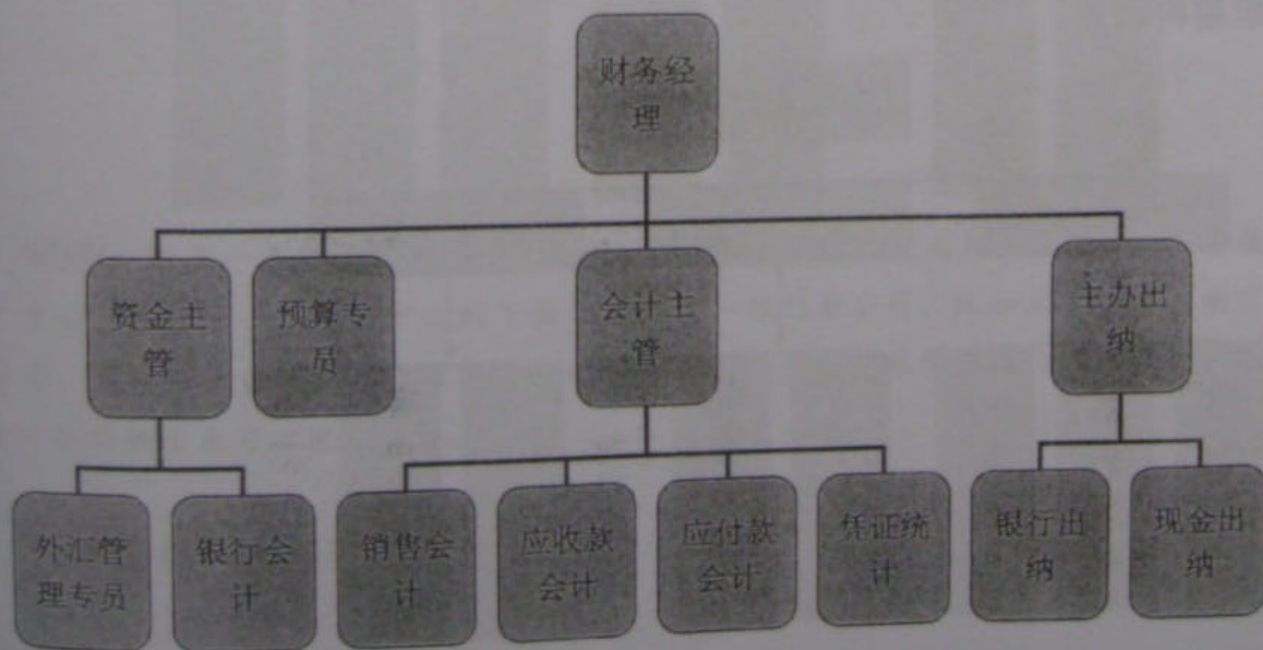 财务经
理
资金主
管
预算专
员
会计主
管
主办出
纳
外汇管
理专员
银行会
计
销售会
计
应收款
会计
应付款
会计
凭证统
计
银行出
纳
现金出
纳